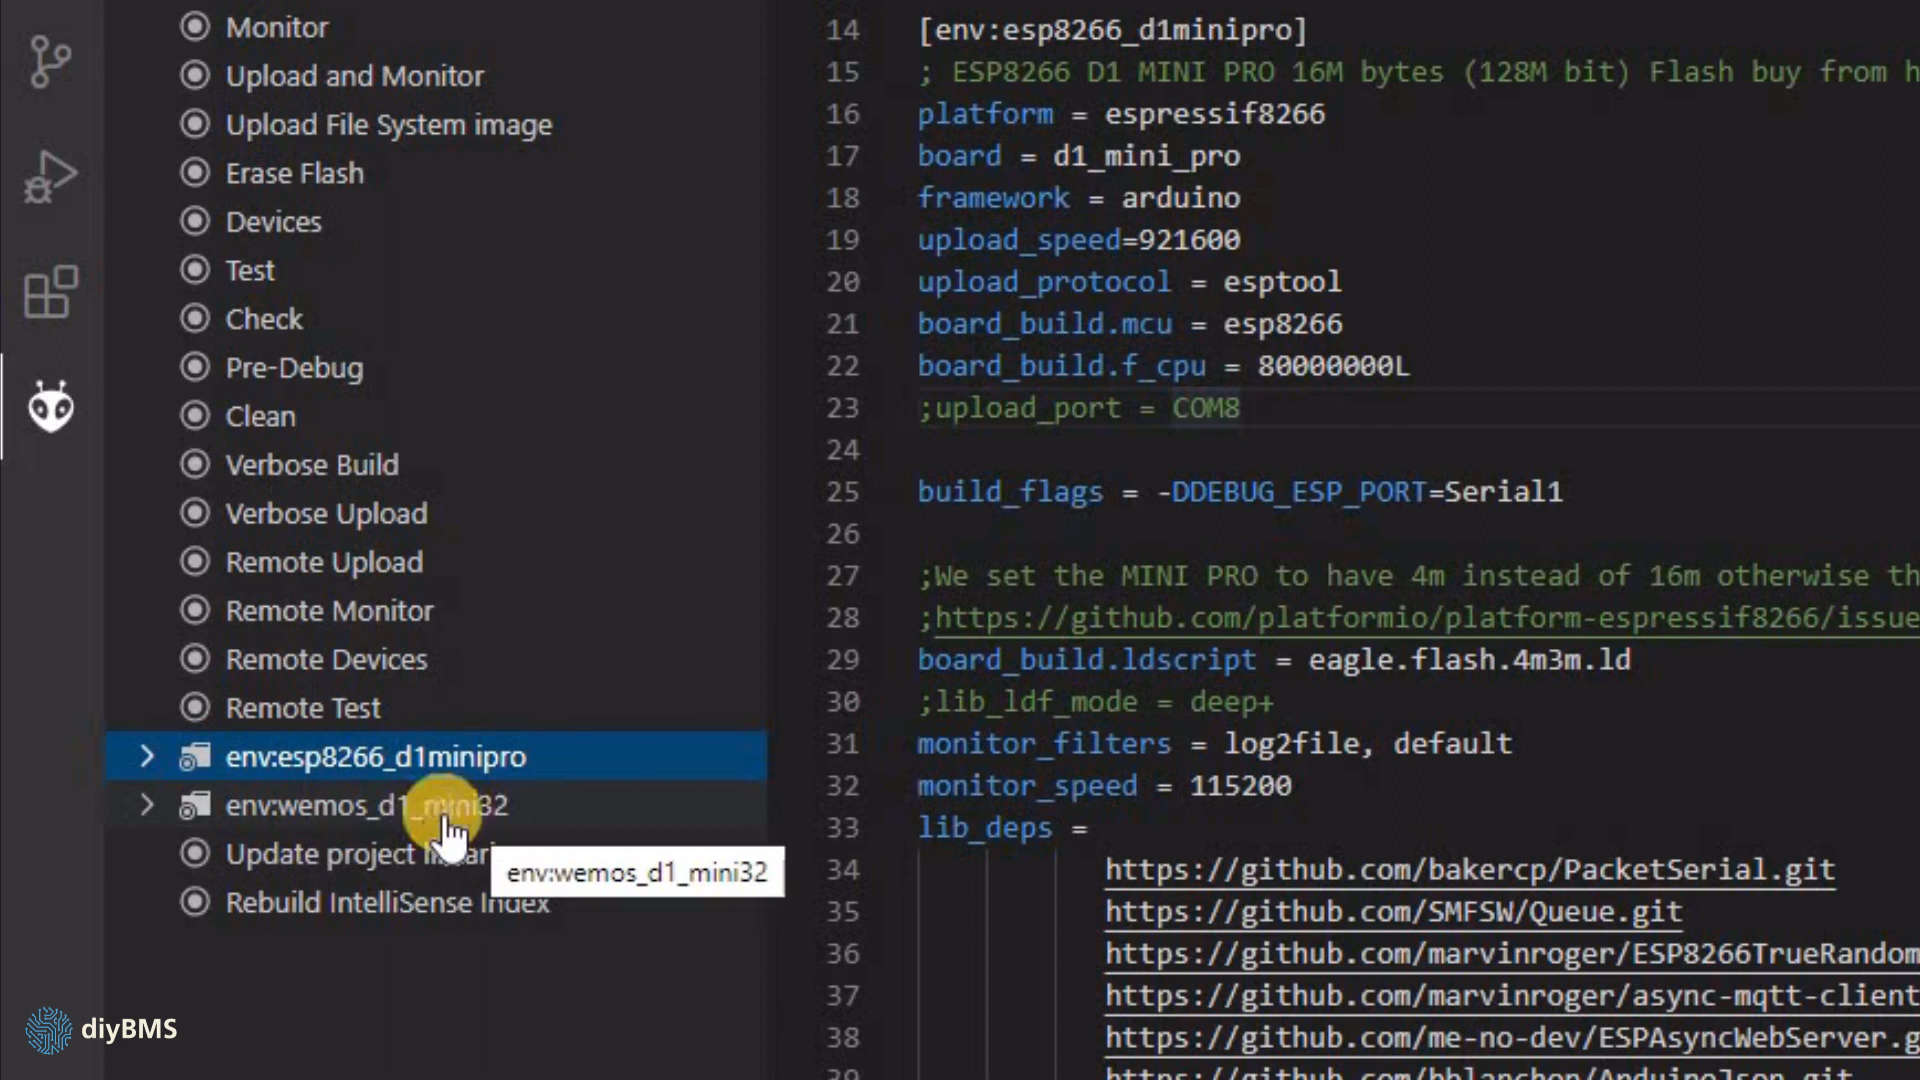 Monitor
Upload and Monitor
Upload File System image
Erase Flash
Devices
Test
Check
Pre-Debug
Clean
Verbose Build
Verbose Upload
Remote Upload
Remote Monitor
Remote Devices
Remote Test
env:esp8266_d1minipro
env:wemos_d1_mini32
Update project
env:wemos_d1_mini32
Rebuild IntelliSense Index
diyBMS
14 [env:esp8266_d1minipro]
15 ; ESP8266 D1 MINI PRO 16M bytes (128M bit) Flash buy from h
16 platform = espressif8266
17 board = d1_mini_pro
18 framework = arduino
19 upload_speed=921600
20 upload_protocol = esptool
21 board_build.mcu = esp8266
22 board_build.f_cpu = 80000000L
23 ;upload_port = COM8
24
25 build_flags = -DDEBUG_ESP_PORT=Serial1
26
27 ;We set the MINI PRO to have 4m instead of 16m otherwise th
28 ;https://github.com/platformio/platform-espressif8266/issue
29 board_build.ldscript = eagle.flash.4m3m.ld
30 ;lib_ldf_mode = deep+
31 monitor_filters = log2file, default
32 monitor_speed = 115200
33 lib_deps =
34 https://github.com/bakercp/PacketSerial.git
35 https://github.com/SMFSW/Queue.git
36 https://github.com/marvinroger/ESP8266TrueRandom
37 https://github.com/marvinroger/async-mqtt-client
38 https://github.com/me-no-dev/ESPAsyncWebServer.g
39 https://github.com/bblanchon/ArduinoJson.git